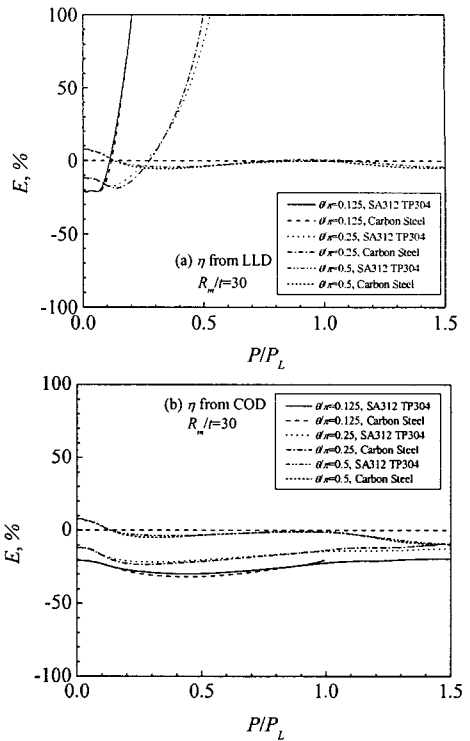 100
50
0
-50
-100
E, %
θ/π=0.125, SA312 TP304
θ/π=0.125, Carbon Steel
θ/π=0.25, SA312 TP304
θ/π=0.25, Carbon Steel
θ/π=0.5, SA312 TP304
θ/π=0.5, Carbon Steel
(a) η from LLD
Rm/t=30
0.0 0.5 1.0 1.5
P/PL
100
50
0
-50
-100
E, %
(b) η from COD
Rm/t=30
θ/π=0.125, SA312 TP304
θ/π=0.125, Carbon Steel
θ/π=0.25, SA312 TP304
θ/π=0.25, Carbon Steel
θ/π=0.5, SA312 TP304
θ/π=0.5, Carbon Steel
0.0 0.5 1.0 1.5
P/PL